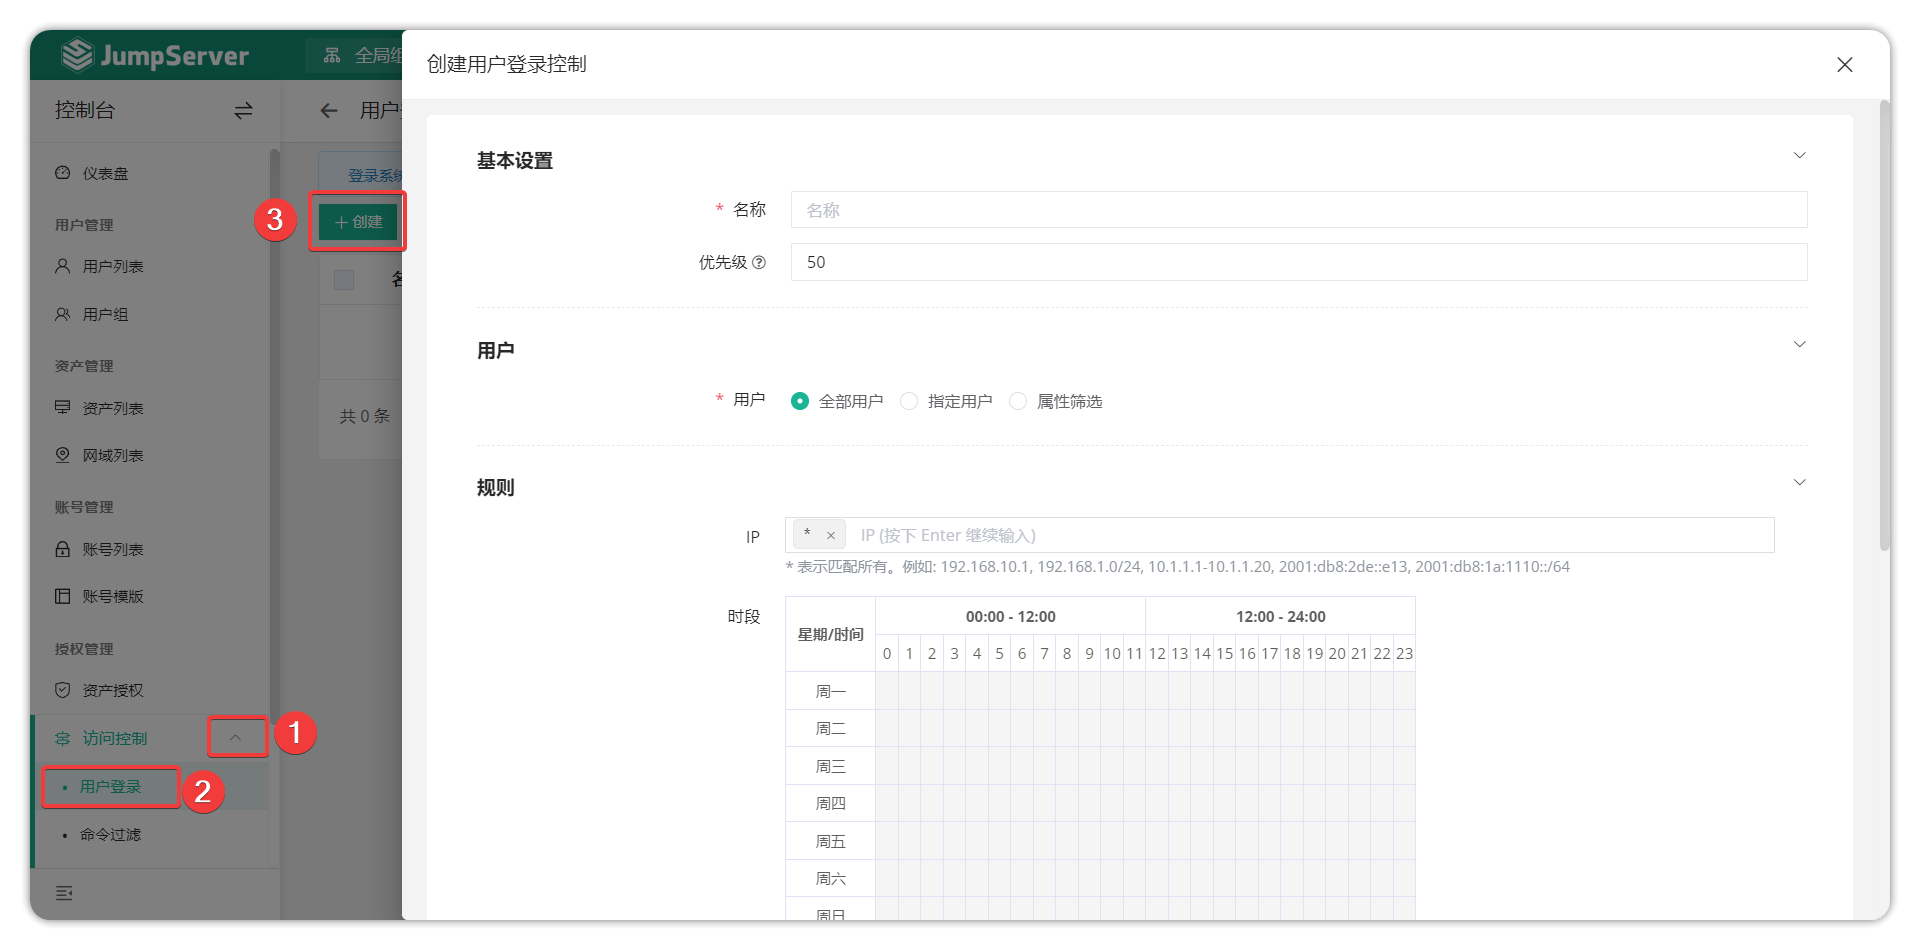 JumpServer
全局组
控制台
用户
仪表盘
登录系统
用户管理
3
创建
用户列表
名
用户组
资产管理
资产列表
共 0 条
网域列表
账号管理
账号列表
账号模版
授权管理
资产授权
访问控制
1
用户登录
2
命令过滤
创建用户登录控制
基本设置
* 名称
名称
优先级
50
用户
* 用户
全部用户
指定用户
属性筛选
规则
IP
* ×
IP (按下 Enter 继续输入)
* 表示匹配所有。例如: 192.168.10.1, 192.168.1.0/24, 10.1.1.1-10.1.1.20, 2001:db8:2de::e13, 2001:db8:1a:1110::/64
时段
星期/时间
00:00 - 12:00
12:00 - 24:00
0 1 2 3 4 5 6 7 8 9 10 11 12 13 14 15 16 17 18 19 20 21 22 23
周一
周二
周三
周四
周五
周六
周日